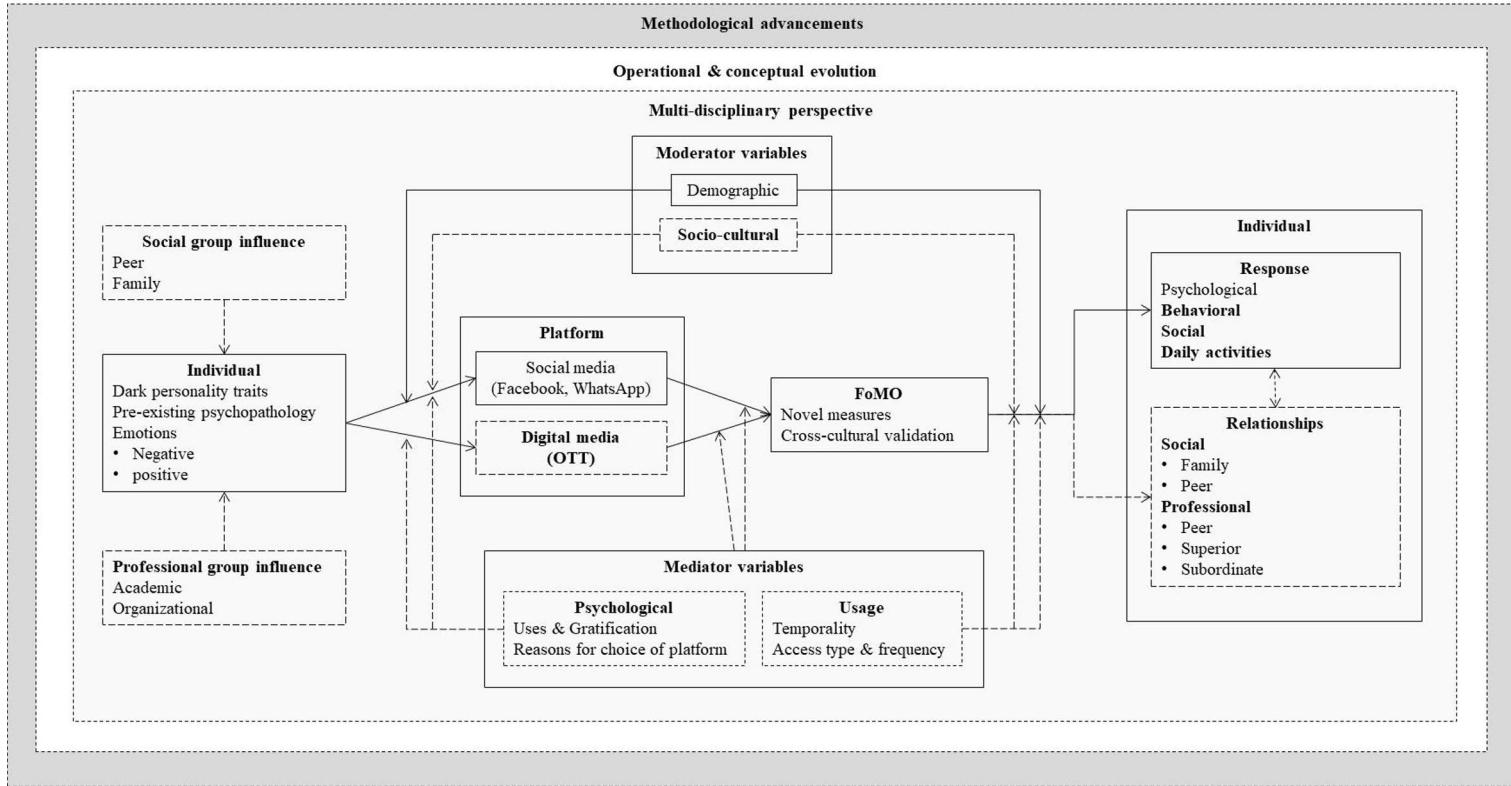 Methodological advancements
Operational & conceptual evolution
Multi-disciplinary perspective
Moderator variables
Demographic
Socio-cultural
Social group influence
Peer
Family
Individual
Dark personality traits
Pre-existing psychopathology
Emotions
• Negative
• positive
Professional group influence
Academic
Organizational
Platform
Social media
(Facebook, WhatsApp)
Digital media
(OTT)
FoMO
Novel measures
Cross-cultural validation
Mediator variables
Psychological
Uses & Gratification
Reasons for choice of platform
Usage
Temporality
Access type & frequency
Individual
Response
Psychological
Behavioral
Social
Daily activities
Relationships
Social
• Family
• Peer
Professional
• Peer
• Superior
• Subordinate